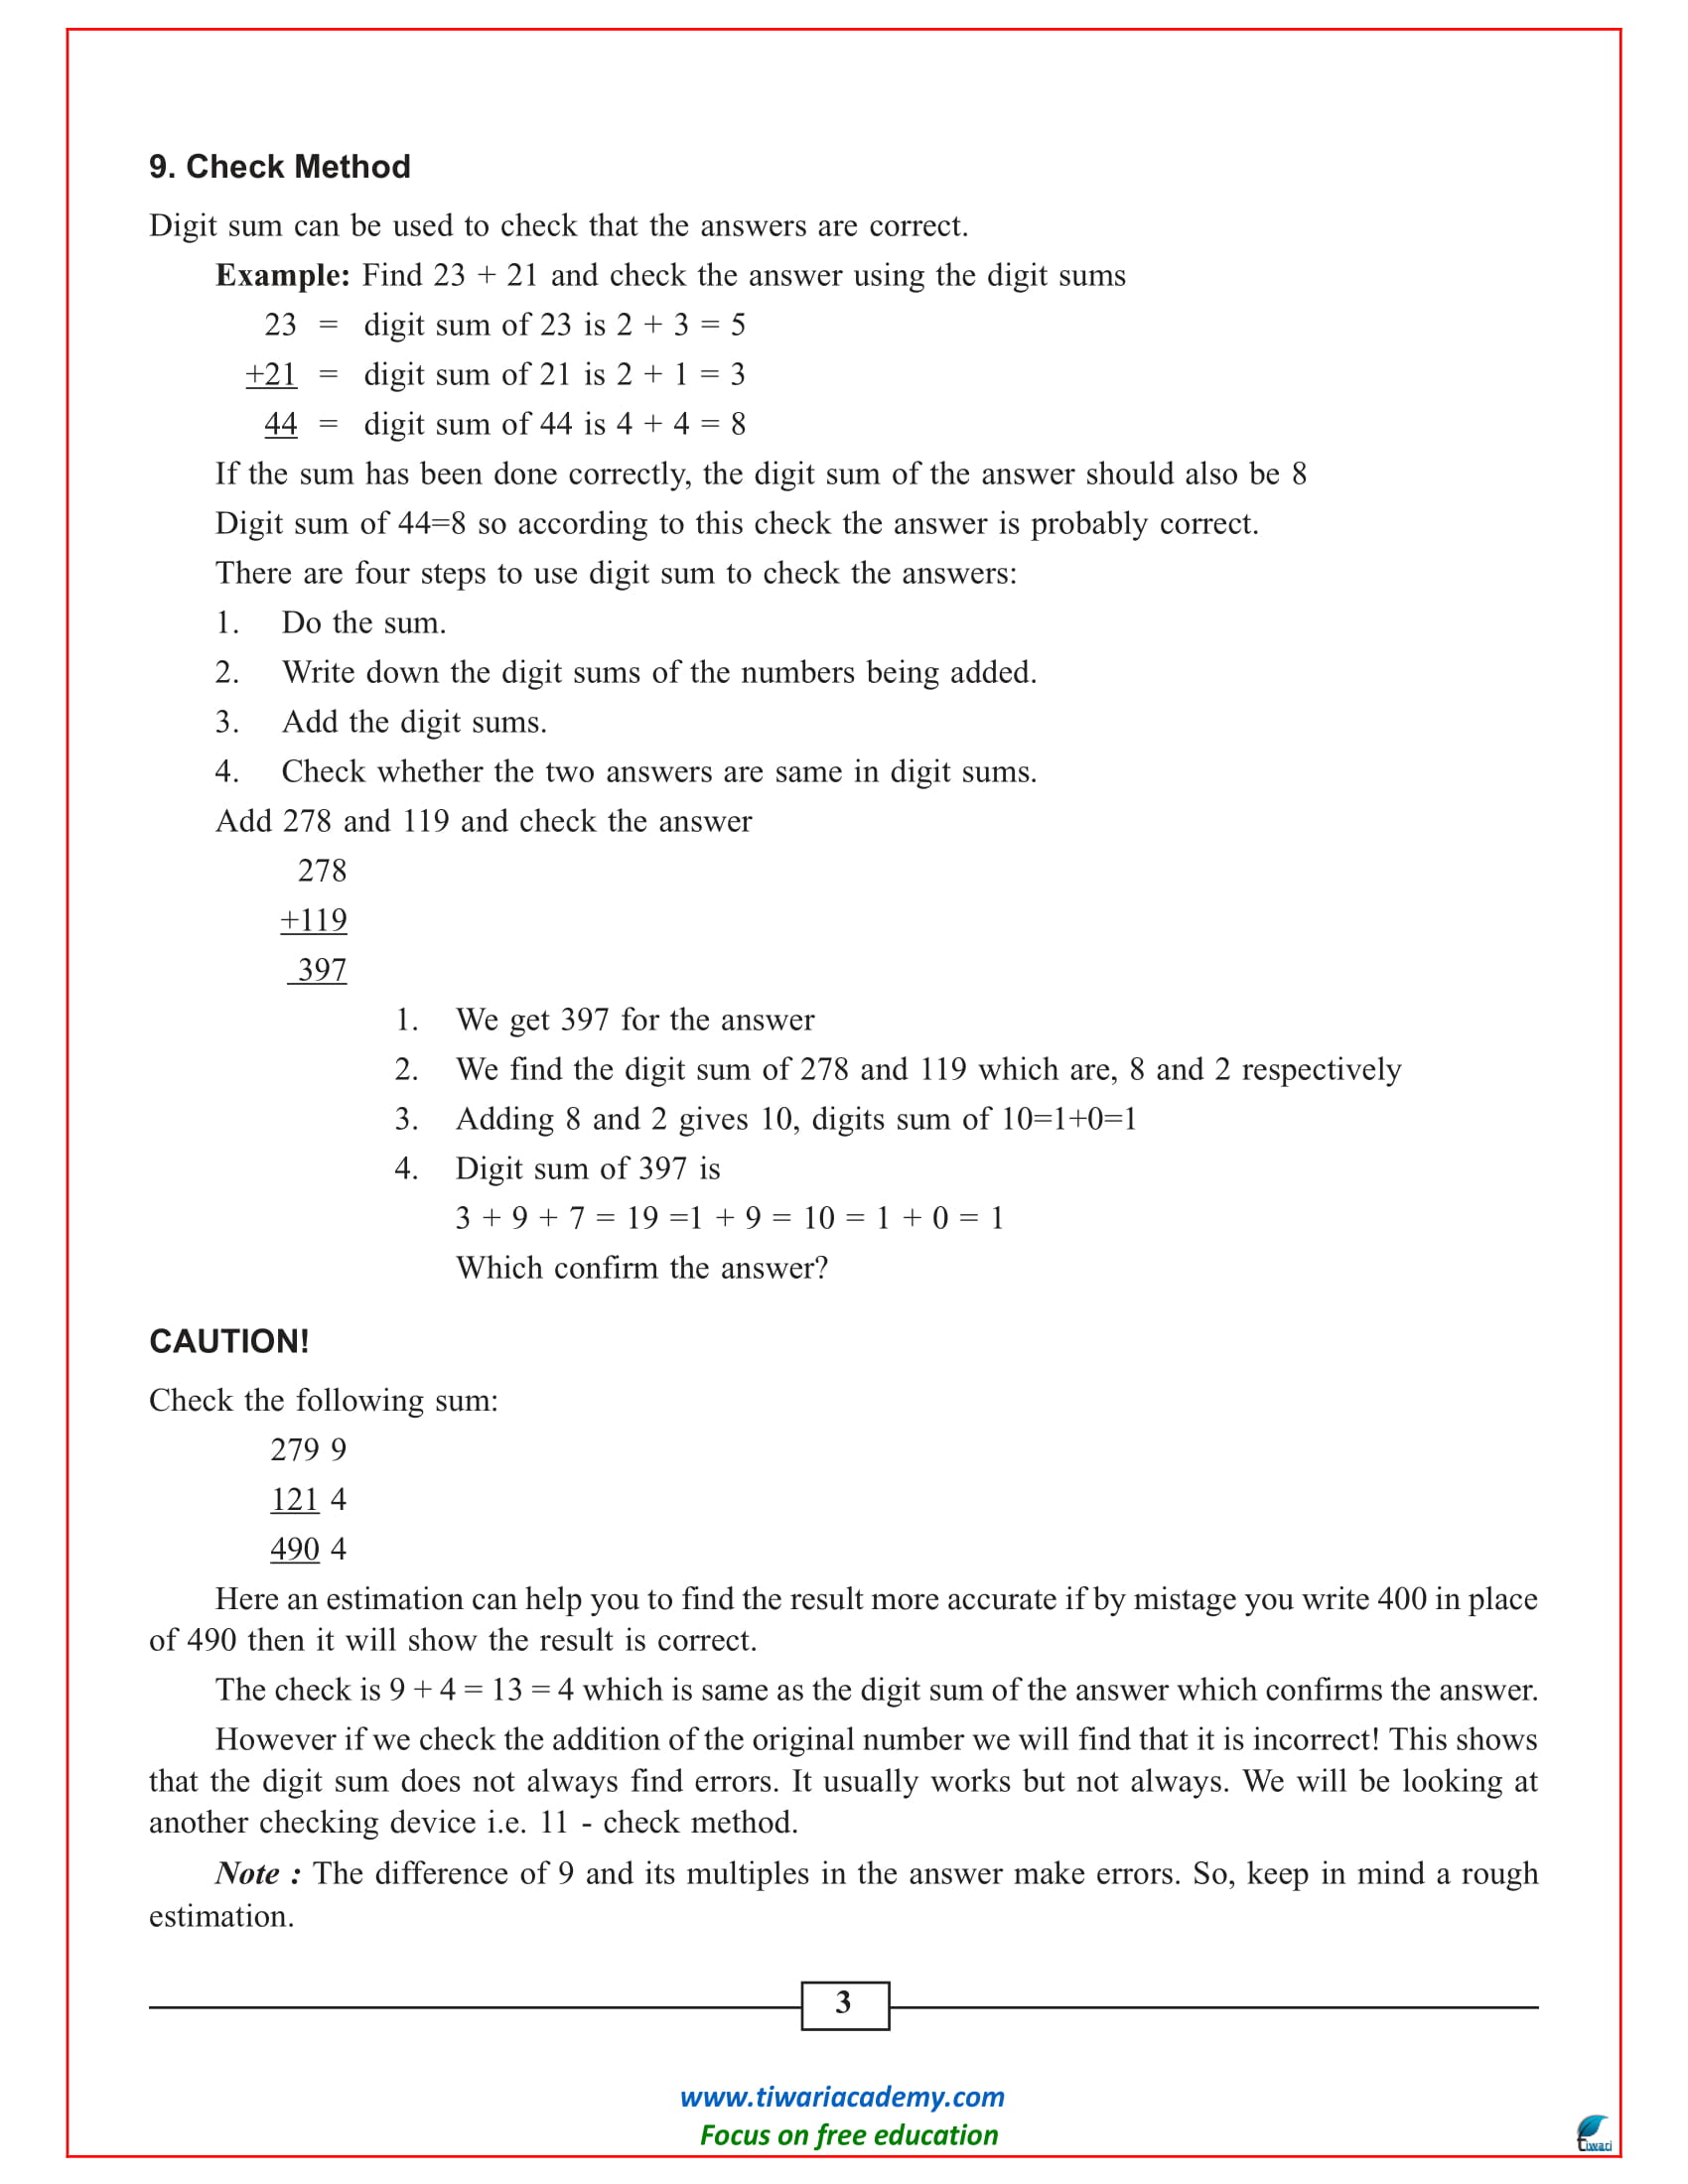 9. Check Method
Digit sum can be used to check that the answers are correct.
Example: Find 23 + 21 and check the answer using the digit sums
23 = digit sum of 23 is 2 + 3 = 5
+21 = digit sum of 21 is 2 + 1 = 3
44 = digit sum of 44 is 4 + 4 = 8
If the sum has been done correctly, the digit sum of the answer should also be 8
Digit sum of 44=8 so according to this check the answer is probably correct.
There are four steps to use digit sum to check the answers:
1. Do the sum.
2. Write down the digit sums of the numbers being added.
3. Add the digit sums.
4. Check whether the two answers are same in digit sums.
Add 278 and 119 and check the answer
278
+119
397
1. We get 397 for the answer
2. We find the digit sum of 278 and 119 which are, 8 and 2 respectively
3. Adding 8 and 2 gives 10, digits sum of 10=1+0=1
4. Digit sum of 397 is
3 + 9 + 7 = 19 =1 + 9 = 10 = 1 + 0 = 1
Which confirm the answer?
CAUTION!
Check the following sum:
279 9
121 4
490 4
Here an estimation can help you to find the result more accurate if by mistage you write 400 in place
of 490 then it will show the result is correct.
The check is 9 + 4 = 13 = 4 which is same as the digit sum of the answer which confirms the answer.
However if we check the addition of the original number we will find that it is incorrect! This shows
that the digit sum does not always find errors. It usually works but not always. We will be looking at
another checking device i.e. 11 - check method.
Note : The difference of 9 and its multiples in the answer make errors. So, keep in mind a rough
estimation.
3
www.tiwariacademy.com
Focus on free education
Tiwari